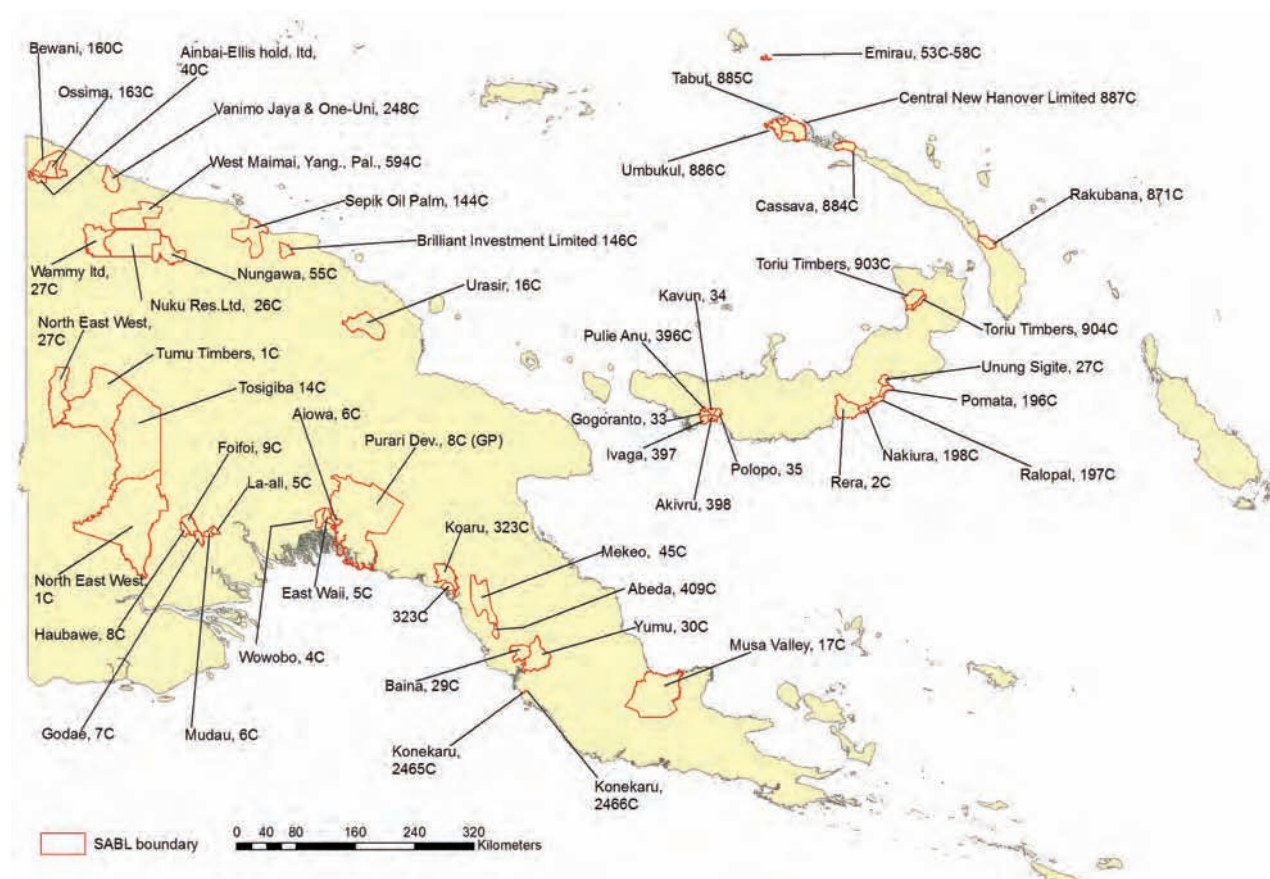 Bewani, 160C
Ainbai-Ellis hold. ltd,
40C
Ossima, 163C
Vanimo Jaya & One-Uni, 248C
West Maimai, Yang., Pal., 594C
Sepik Oil Palm, 144C
Brilliant Investment Limited 146C
Wammy ltd,
27C
Nungawa, 55C
Nuku Res.Ltd, 26C
Urasir, 16C
North East West,
27C
Tumu Timbers, 1C
Tosigiba 14C
Aiowa, 6C
Foifoi, 9C
Purari Dev., 8C (GP)
La-ali, 5C
Koaru, 323C
Mekeo, 45C
North East West,
1C
East Waii, 5C
323C
Abeda, 409C
Haubawe, 8C
Yumu, 30C
Wowobo, 4C
Musa Valley, 17C
Baina, 29C
Godae, 7C
Mudau, 6C
Konekaru,
2465C
Konekaru,
2466C
Emirau, 53C-58C
Tabut, 885C
Central New Hanover Limited 887C
Umbukul, 886C
Cassava, 884C
Rakubana, 871C
Toriu Timbers, 903C
Kavun, 34
Toriu Timbers, 904C
Pulie Anu, 396C
Unung Sigite, 27C
Pomata, 196C
Gogoranto, 33
Ivaga, 397
Nakiura, 198C
Polopo, 35
Ralopal, 197C
Rera, 2C
Akivru, 398
SABL boundary
0 40 80 160 240 320
Kilometers